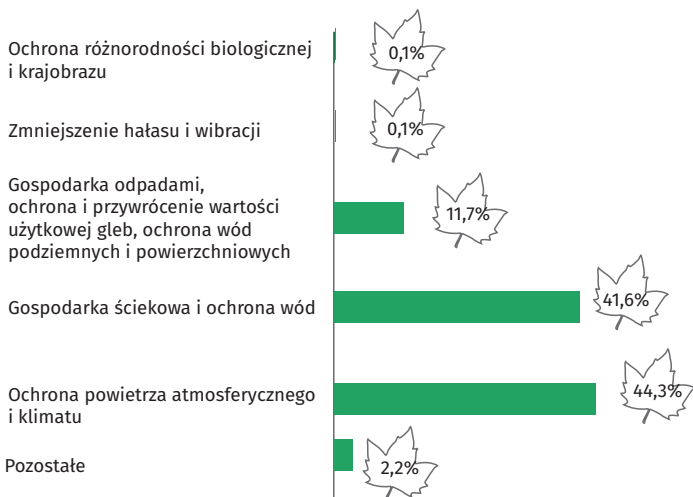 Ochrona różnorodności biologicznej
i krajobrazu
0,1%
Zmniejszenie hałasu i wibracji
0,1%
Gospodarka odpadami,
ochrona i przywrócenie wartości
użytkowej gleb, ochrona wód
podziemnych i powierzchniowych
11,7%
Gospodarka ściekowa i ochrona wód
41,6%
Ochrona powietrza atmosferycznego
i klimatu
44,3%
Pozostałe
2,2%